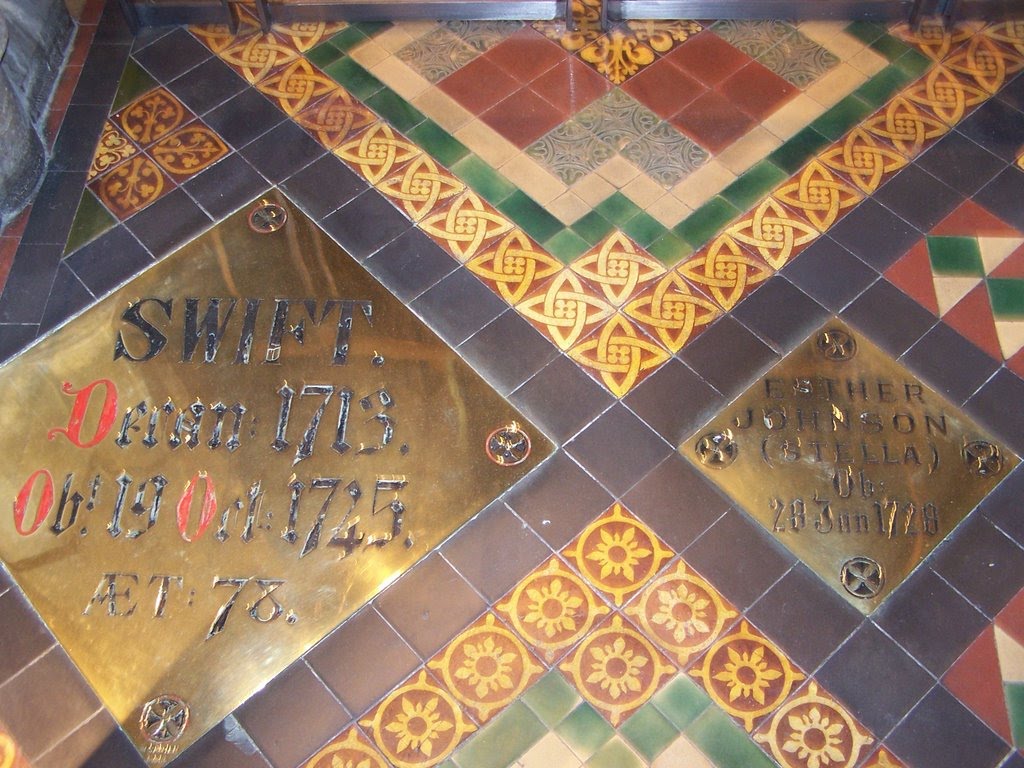 SWIFT.
Decan: 1713.
Ob! 19 Oct: 1745.
ÆT: 78.
ESTHER
JOHNSON
(STELLA)
Ob:
28 Jan 1728